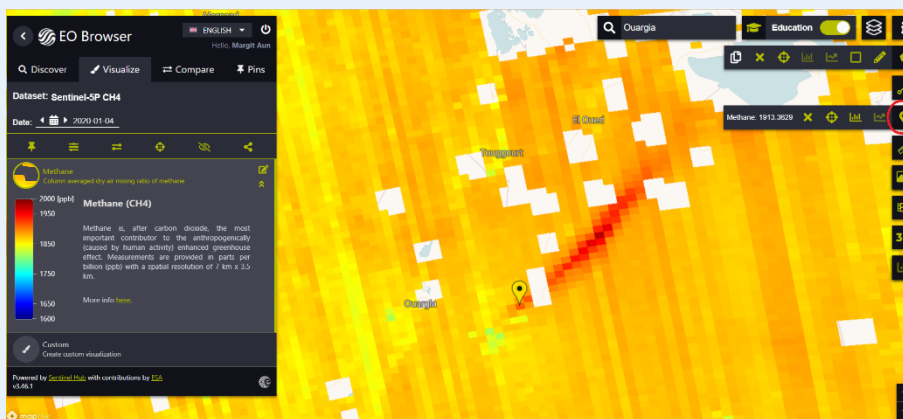 EO Browser
ENGLISH
Hello, Margit Aun
Discover
Visualize
Compare
Pins
Dataset: Sentinel-5P CH4
Date:
2020-01-04
Methane
Column averaged dry air mixing ratio of methane
2000 [ppb]
1950
1850
1750
1650
1600
Methane (CH4)
Methane is, after carbon dioxide, the most
important contributor to the anthropogenically
(caused by human activity) enhanced greenhouse
effect. Measurements are provided in parts per
billion (ppb) with a spatial resolution of 7 km x 3.5
km.
More info here.
Custom
Create custom visualization
Powered by Sentinel Hub with contributions by ESA
v3.46.1
Ouargia
Education
Methane: 1913.3629
El Oued
Touggourt
Ouargla